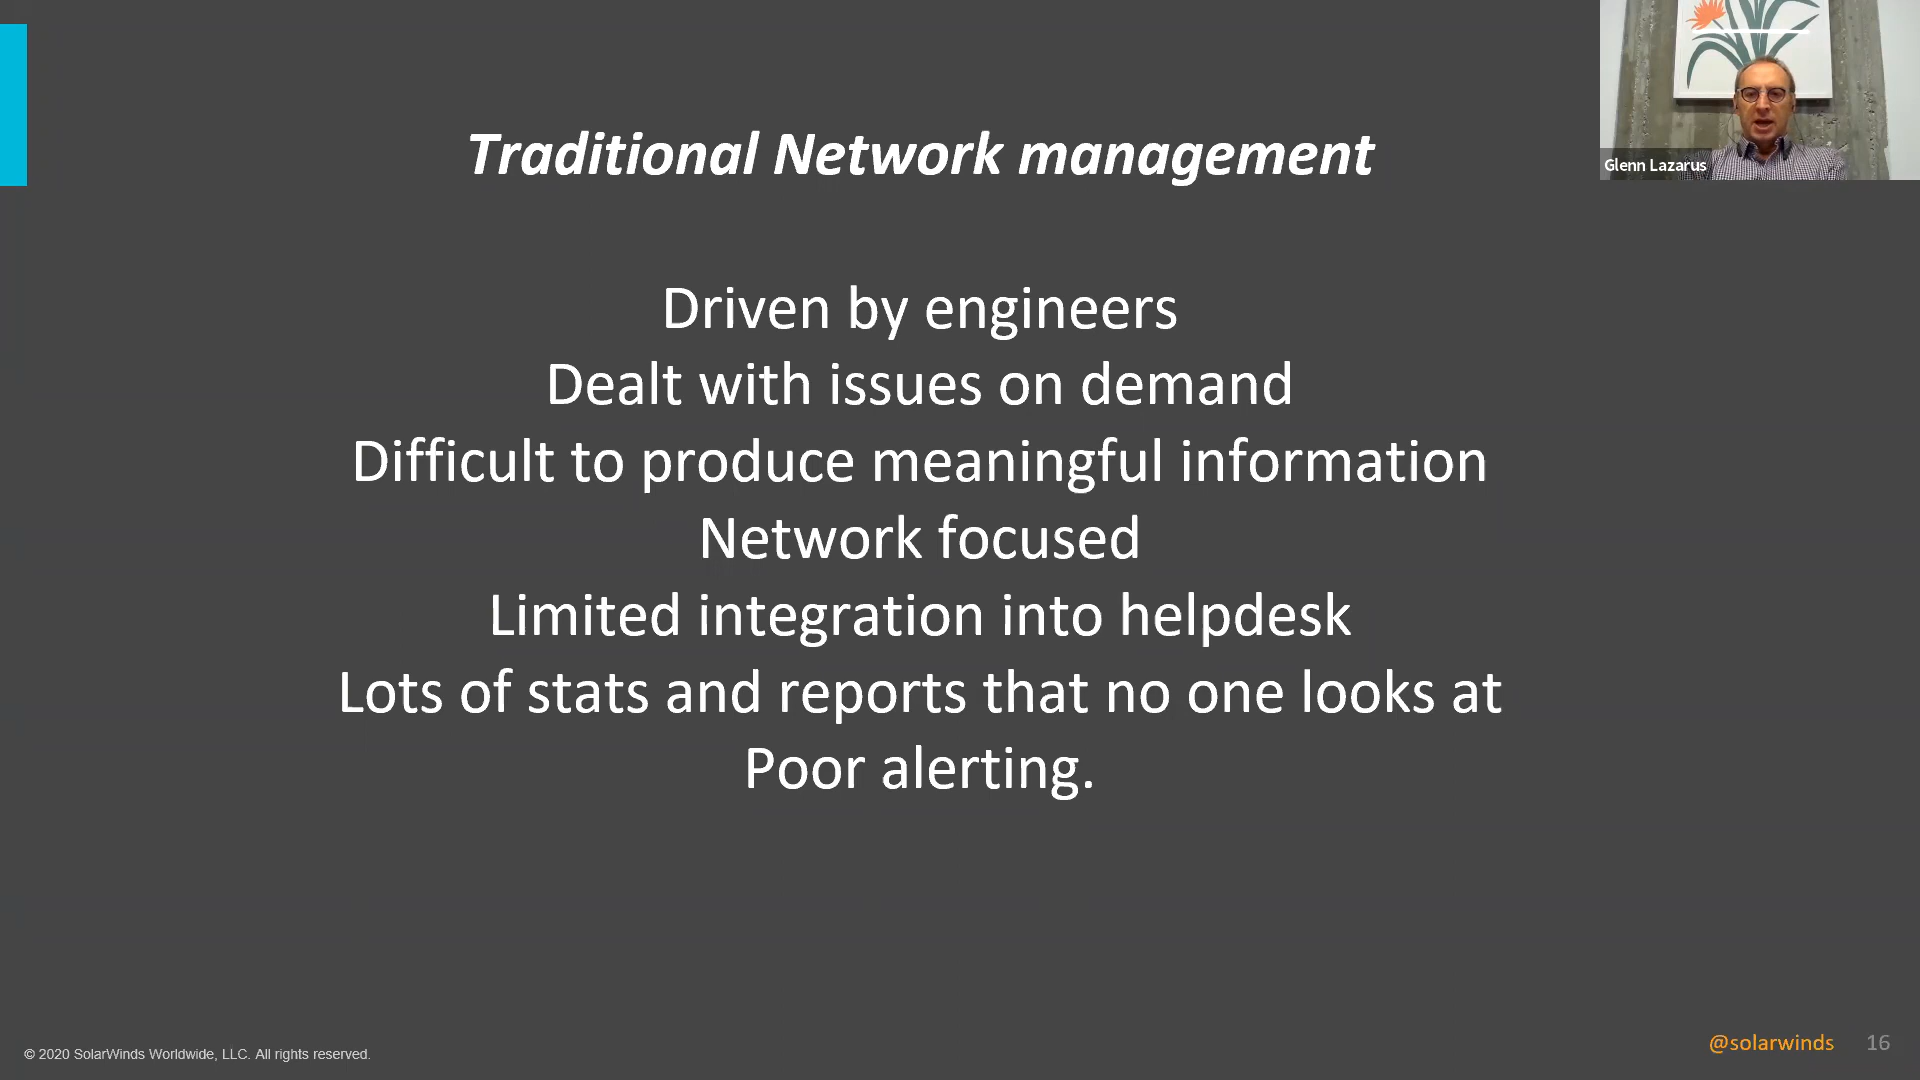 Traditional Network management
Glenn Lazarus
Driven by engineers
Dealt with issues on demand
Difficult to produce meaningful information
Network focused
Limited integration into helpdesk
Lots of stats and reports that no one looks at
Poor alerting.
© 2020 SolarWinds Worldwide, LLC. All rights reserved.
@solarwinds 16